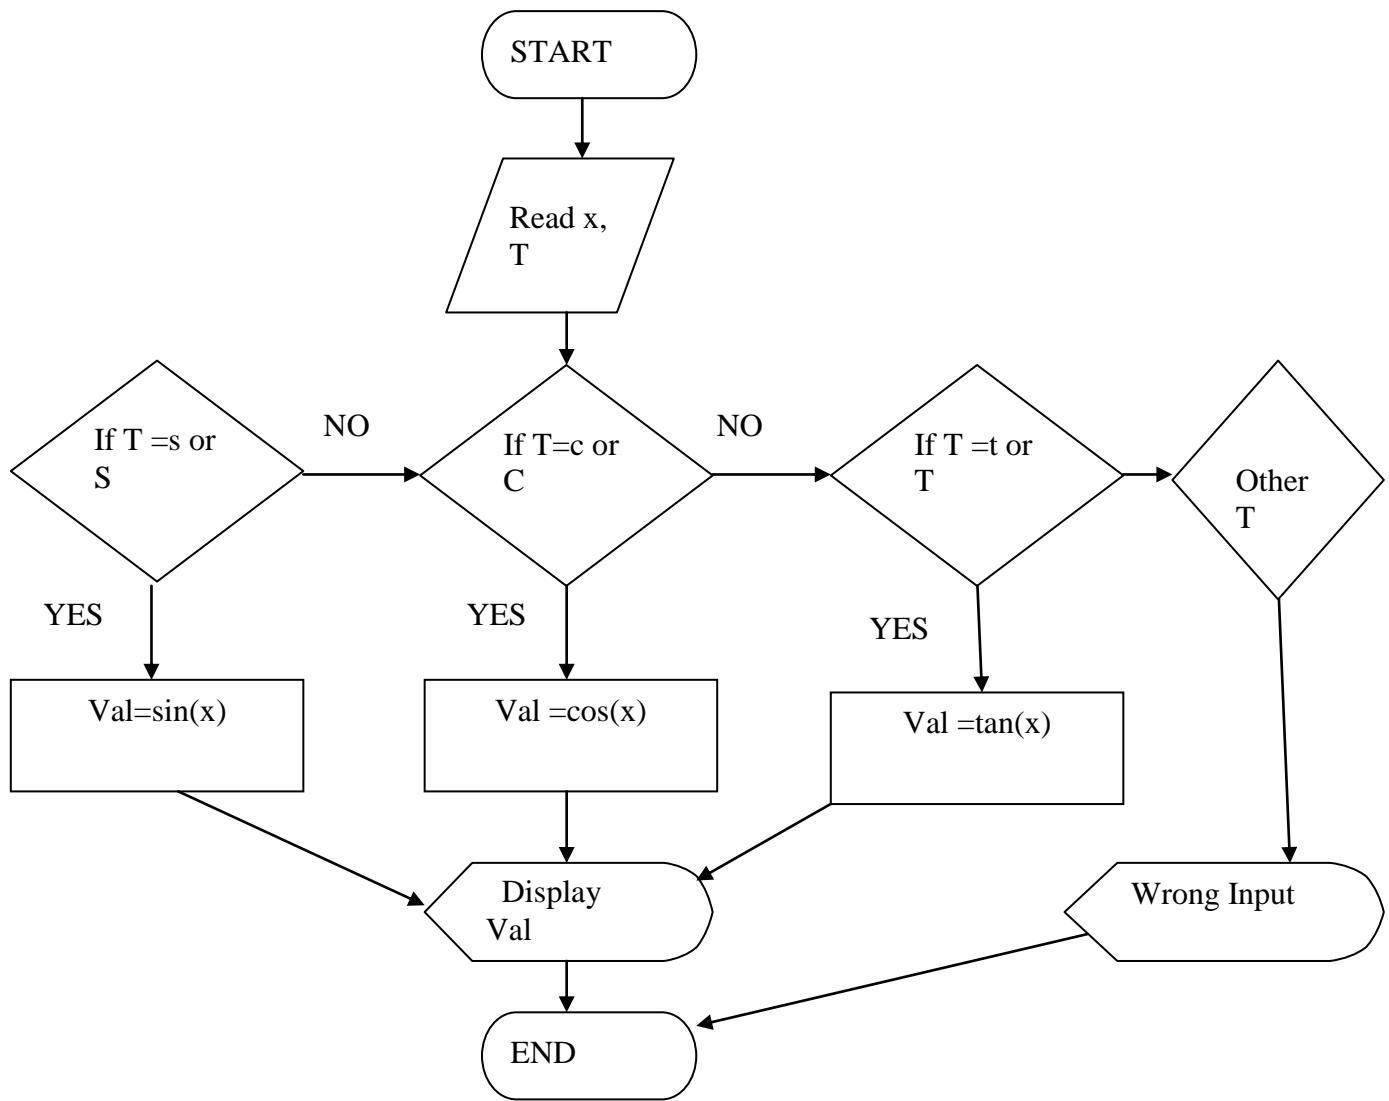 START
Read x,
T
If T =s or
S
NO
If T=c or
C
NO
If T =t or
T
Other
T
YES
YES
YES
Val=sin(x)
Val =cos(x)
Val =tan(x)
Display
Val
Wrong Input
END